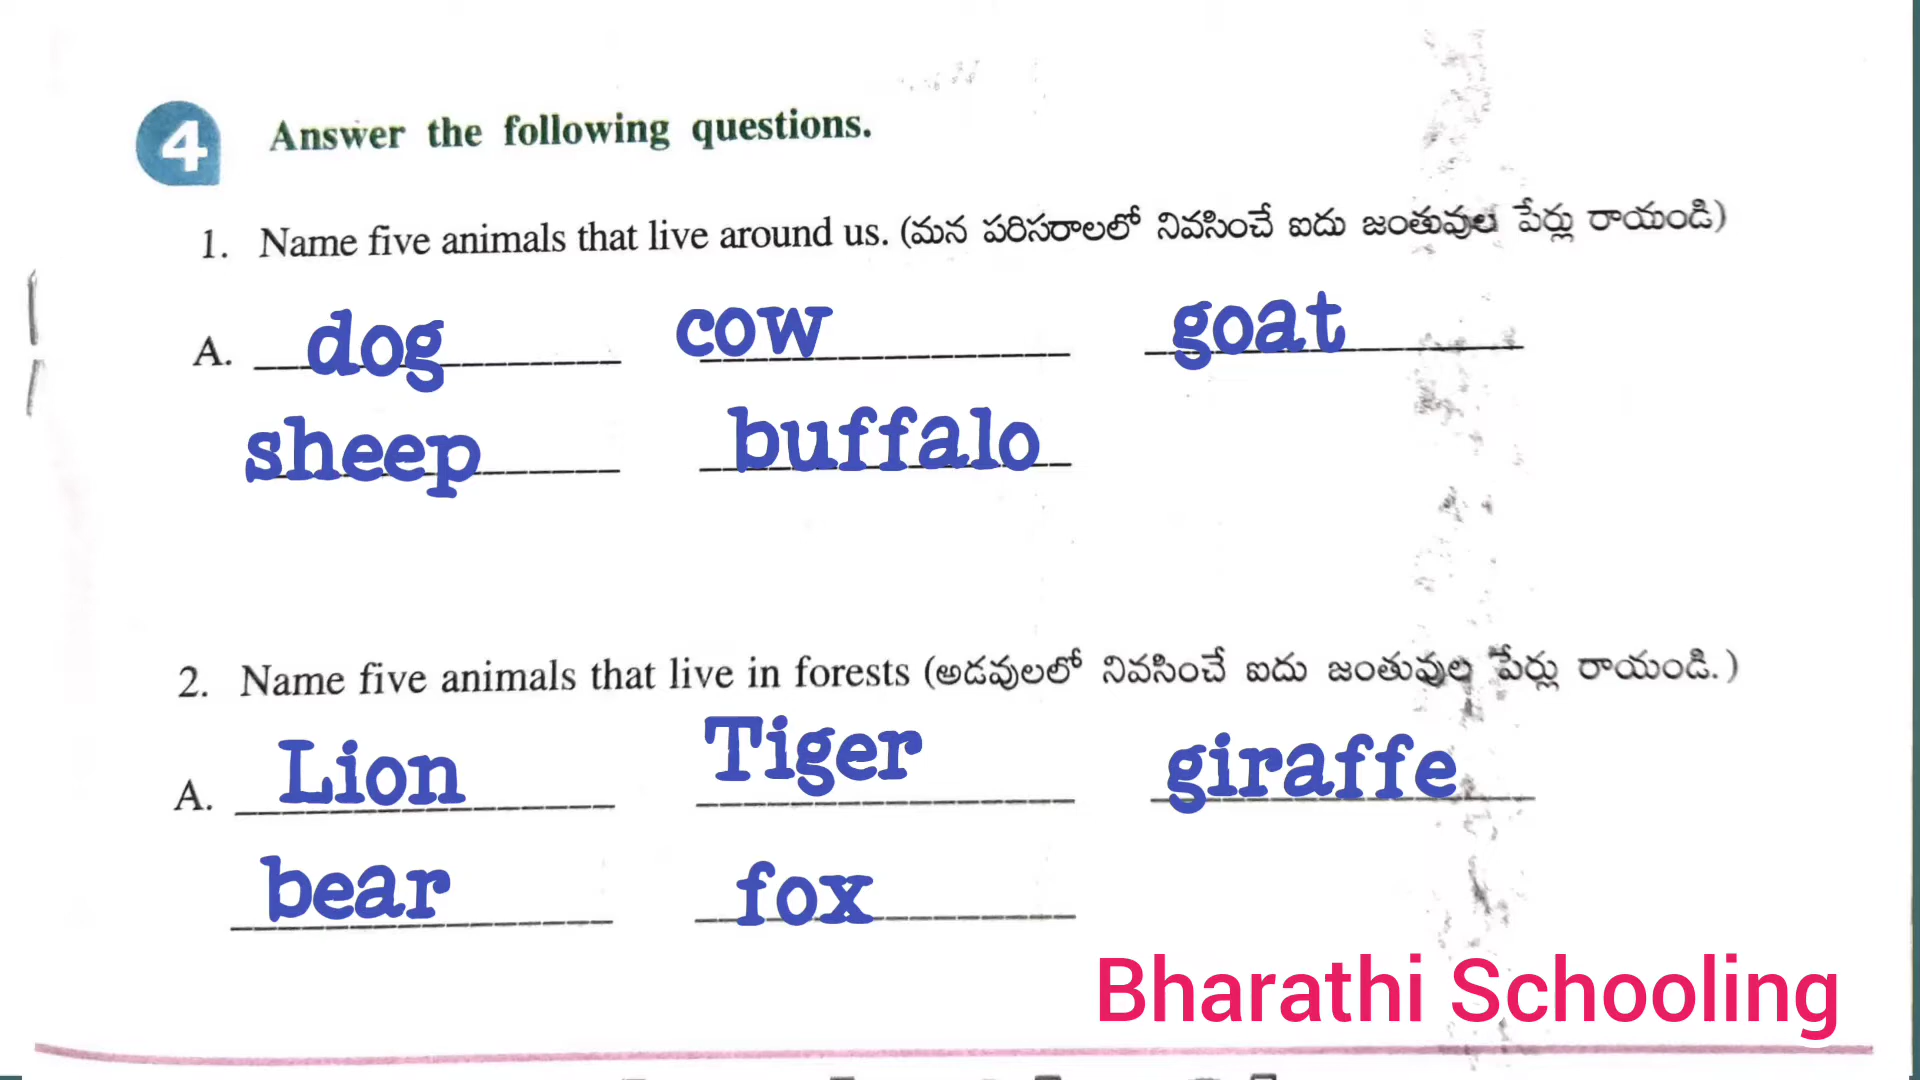 4 Answer the following questions.
1. Name five animals that live around us. (మన పరిసరాలలో నివసించే ఐదు జంతువుల పేర్లు రాయండి)
A. dog cow goat
sheep buffalo
2. Name five animals that live in forests (అడవులలో నివసించే ఐదు జంతువుల పేర్లు రాయండి.)
A. Lion Tiger giraffe
bear fox
Bharathi Schooling